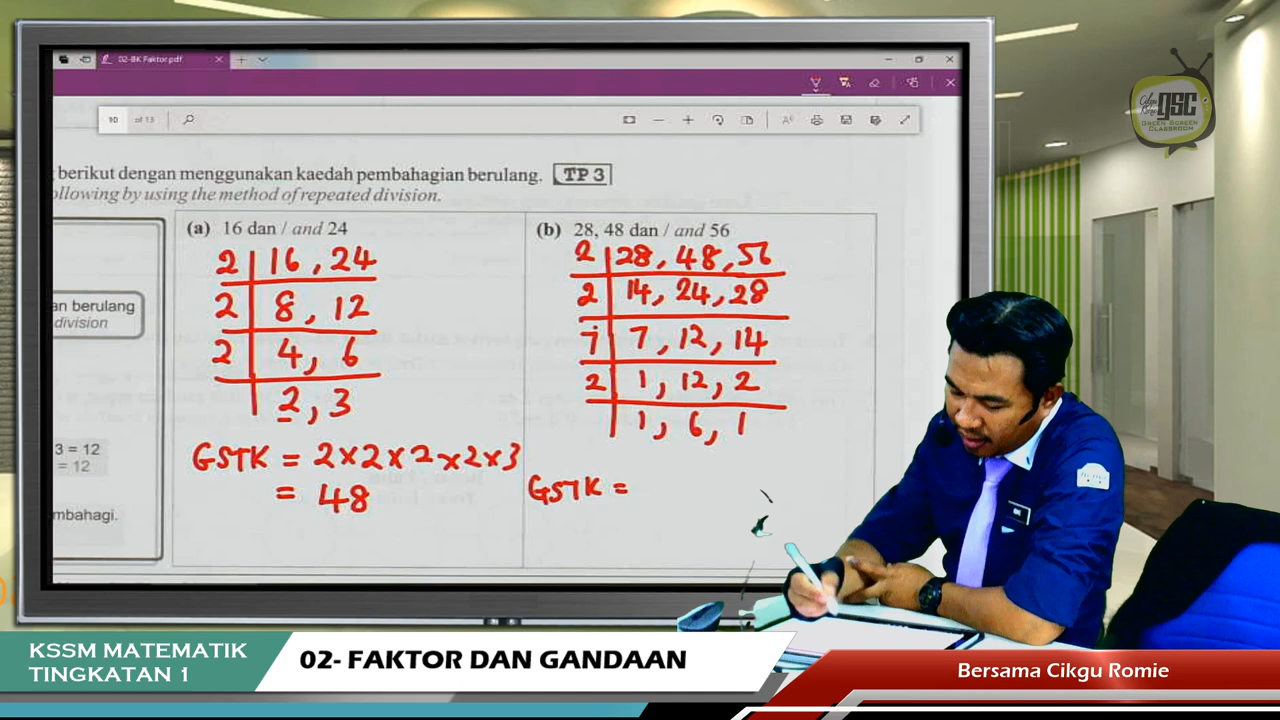 02-BK Faktor.pdf
10 of 13
berikut dengan menggunakan kaedah pembahagian berulang. TP 3
ollowing by using the method of repeated division.
(a) 16 dan / and 24
2 16, 24
2 8, 12
2 4, 6
2, 3
GSTK = 2×2×2×2×3
= 48
(b) 28, 48 dan / and 56
2 28, 48, 56
2 14, 24, 28
7 7, 12, 14
2 1, 12, 2
1, 6, 1
GSTK =
an berulang
division
3 = 12
= 12
mbahagi.
Cikgu Romie GSC
GREEN SCREEN
CLASSROOM
KSSM MATEMATIK
TINGKATAN 1
02- FAKTOR DAN GANDAAN
Bersama Cikgu Romie